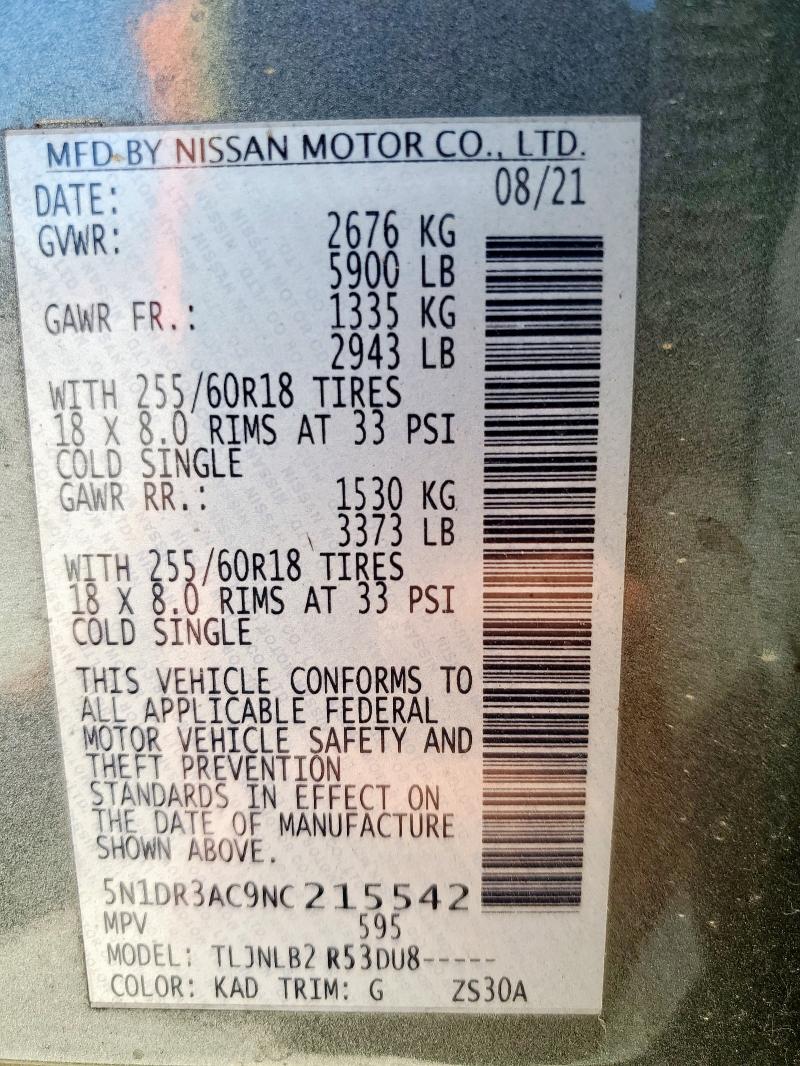 MFD BY NISSAN MOTOR CO., LTD.
DATE: 08/21
GVWR: 2676 KG
5900 LB
GAWR FR.: 1335 KG
2943 LB
WITH 255/60R18 TIRES
18 X 8.0 RIMS AT 33 PSI
COLD SINGLE
GAWR RR.: 1530 KG
3373 LB
WITH 255/60R18 TIRES
18 X 8.0 RIMS AT 33 PSI
COLD SINGLE
THIS VEHICLE CONFORMS TO
ALL APPLICABLE FEDERAL
MOTOR VEHICLE SAFETY AND
THEFT PREVENTION
STANDARDS IN EFFECT ON
THE DATE OF MANUFACTURE
SHOWN ABOVE.
5N1DR3AC9NC215542
MPV 595
MODEL: TLJNLB2 R53DU8-----
COLOR: KAD TRIM: G ZS30A